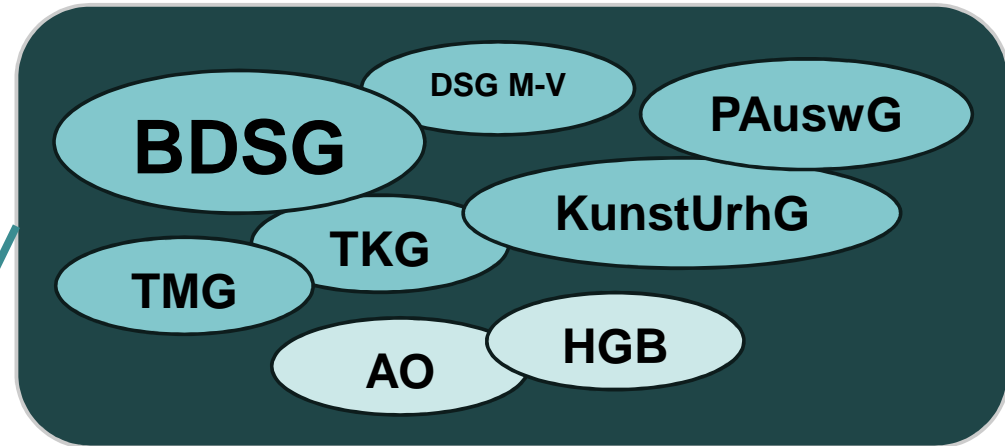 DSG M-V
PAuswG
BDSG
KunstUrhG
TKG
TMG
HGB
AO